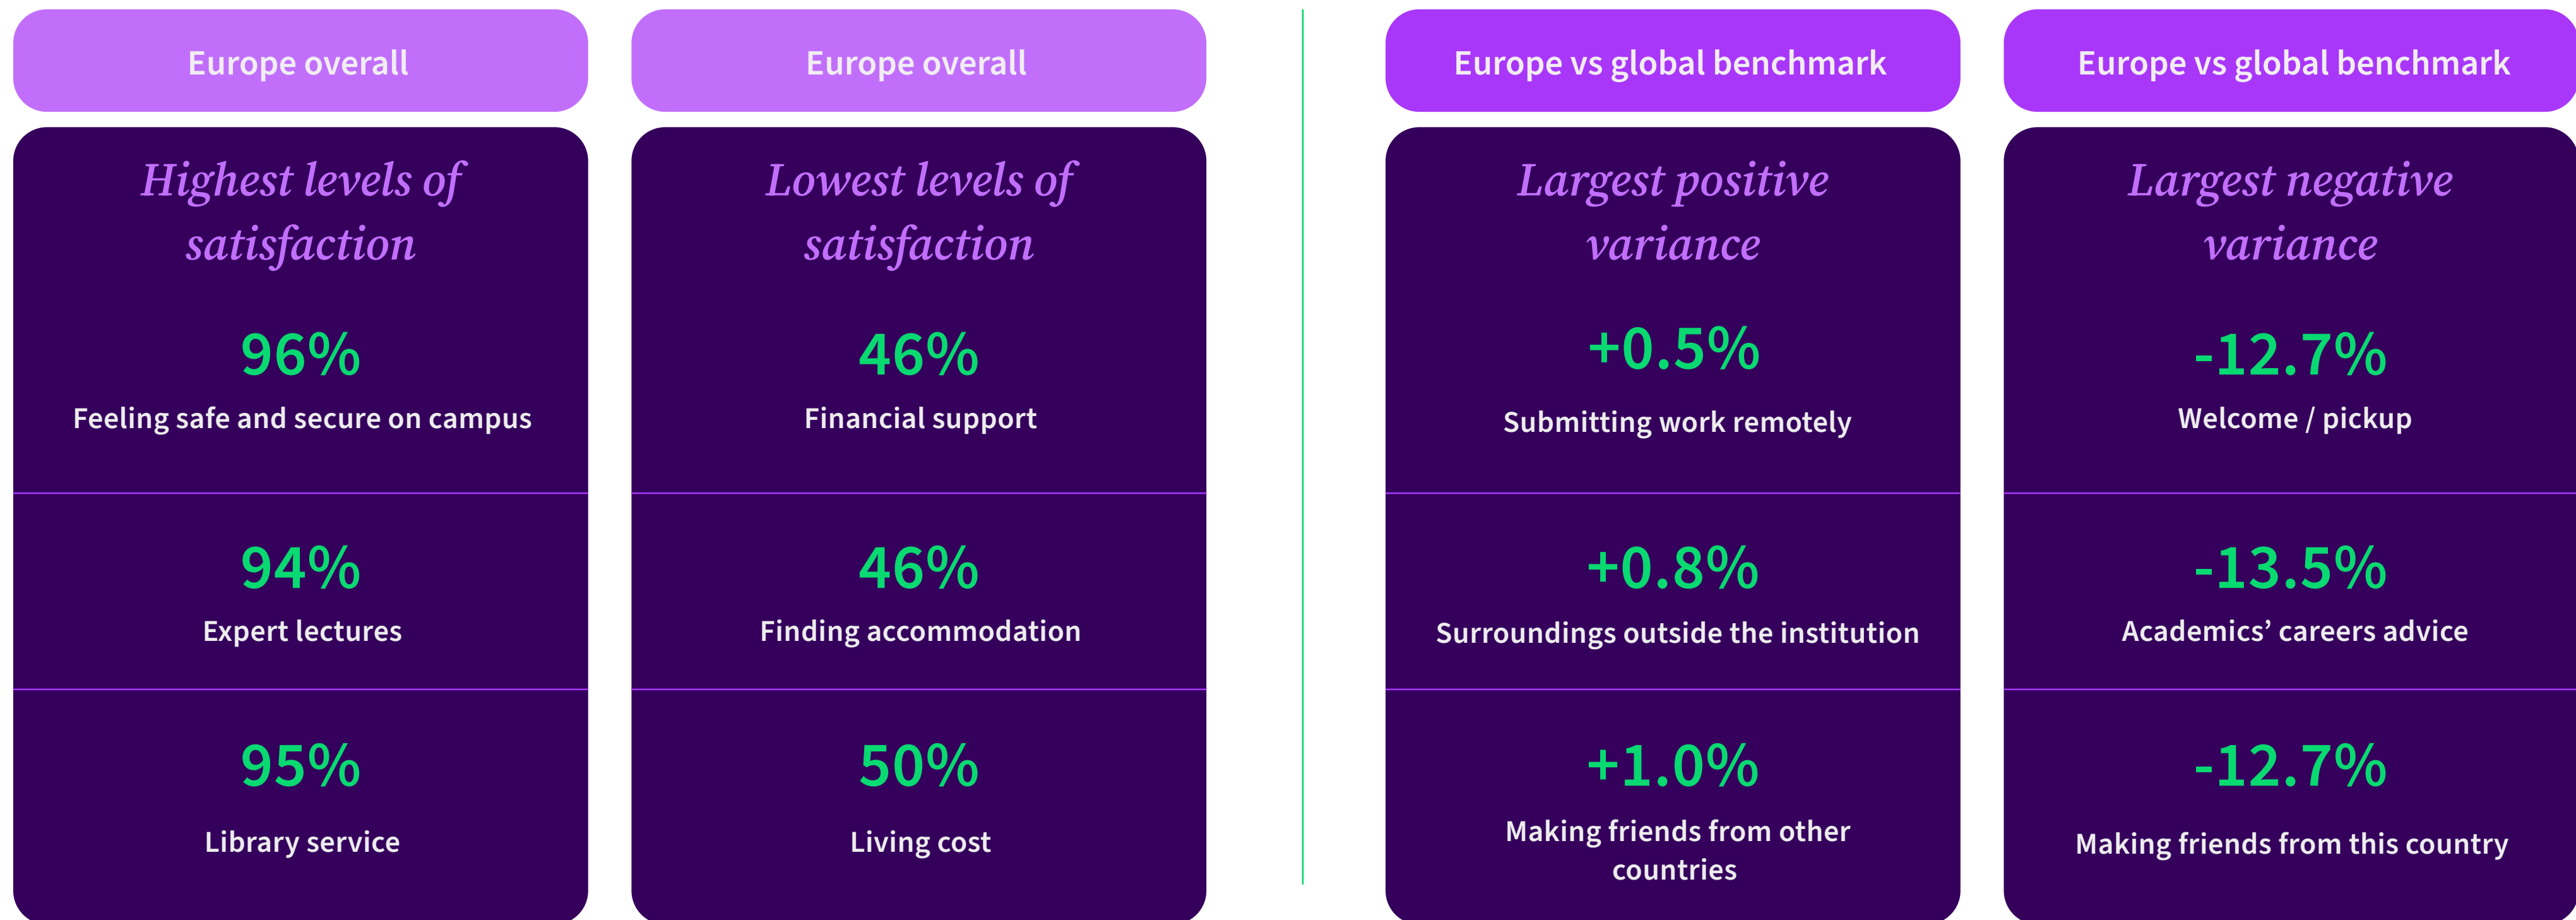 Europe overall
Highest levels of
satisfaction
96%
Feeling safe and secure on campus
94%
Expert lectures
95%
Library service
Europe overall
Lowest levels of
satisfaction
46%
Financial support
46%
Finding accommodation
50%
Living cost
Europe vs global benchmark
Largest positive
variance
+0.5%
Submitting work remotely
+0.8%
Surroundings outside the institution
+1.0%
Making friends from other
countries
Europe vs global benchmark
Largest negative
variance
-12.7%
Welcome / pickup
-13.5%
Academics’ careers advice
-12.7%
Making friends from this country